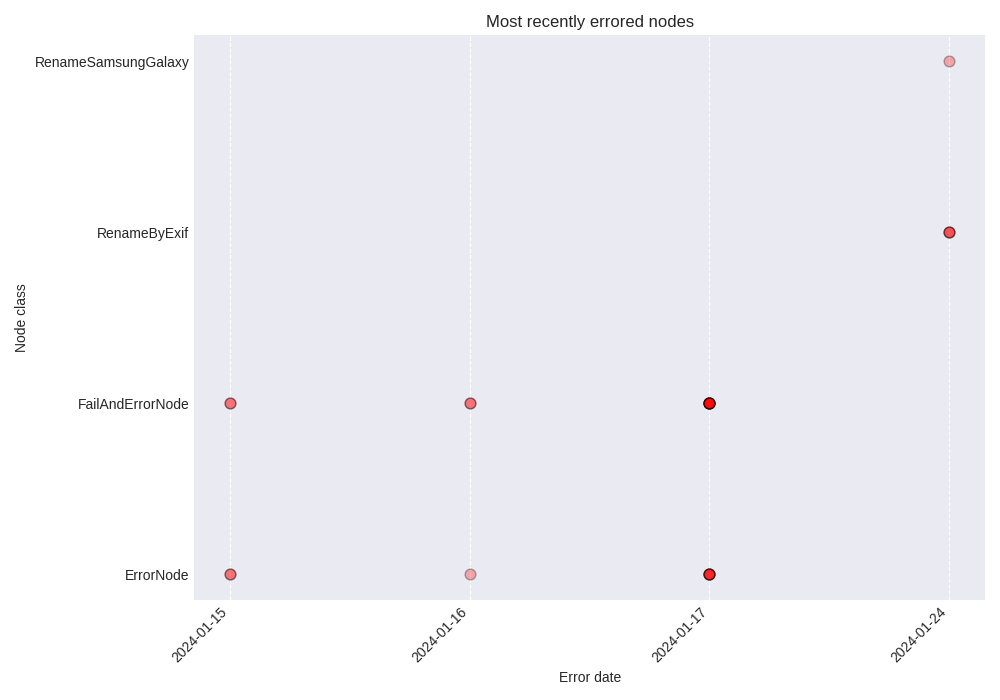 Most recently errored nodes
RenameSamsungGalaxy
RenameByExif
Node class
FailAndErrorNode
ErrorNode
2024-01-15
2024-01-16
2024-01-17
2024-01-24
Error date